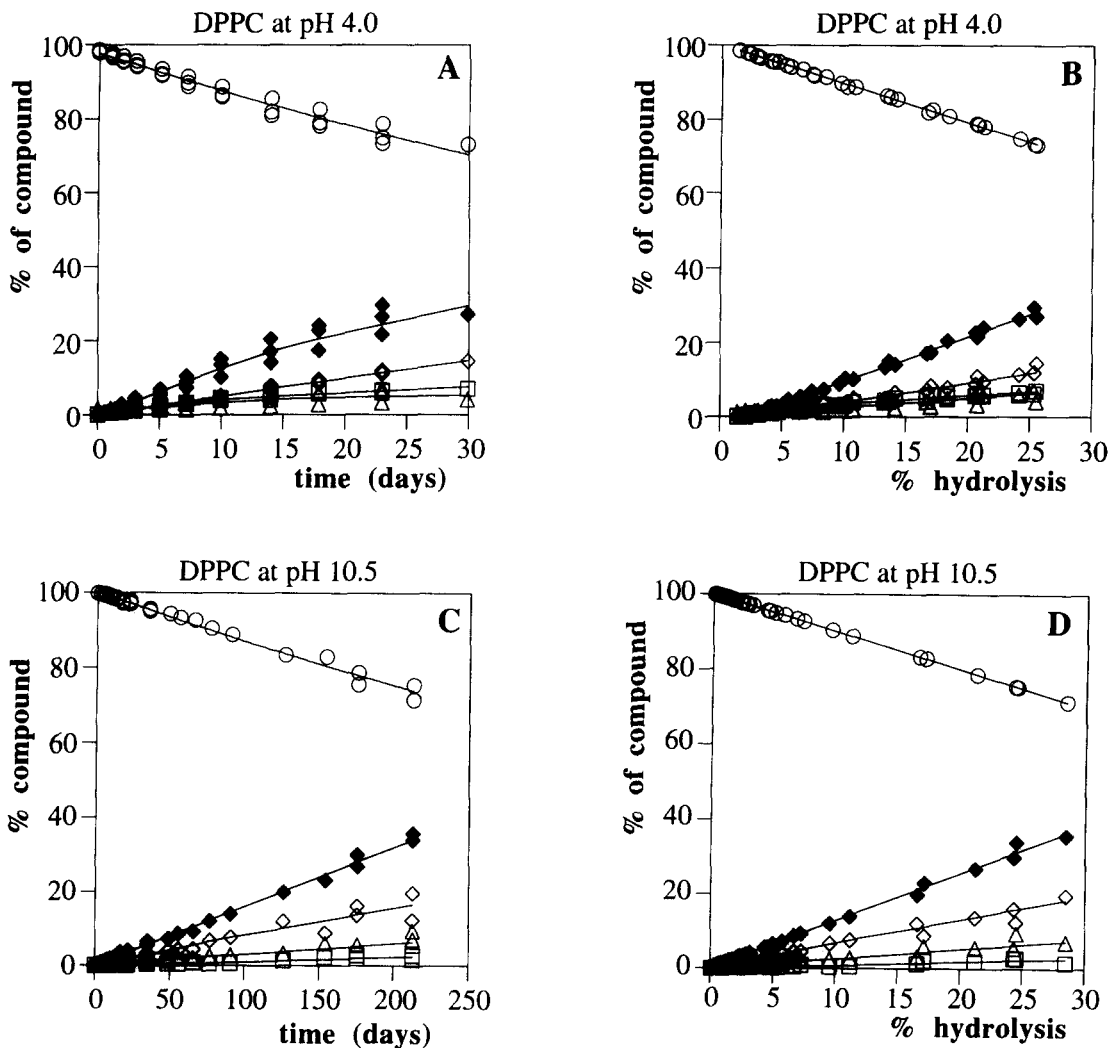 DPPC at pH 4.0
A
% of compound
100
80
60
40
20
0
0 5 10 15 20 25 30
time (days)
DPPC at pH 4.0
B
% of compound
100
80
60
40
20
0
5 10 15 20 25 30
% hydrolysis
DPPC at pH 10.5
C
% compound
100
80
60
40
20
0
0 50 100 150 200 250
time (days)
DPPC at pH 10.5
D
% of compound
100
80
60
40
20
0
0 5 10 15 20 25 30
% hydrolysis